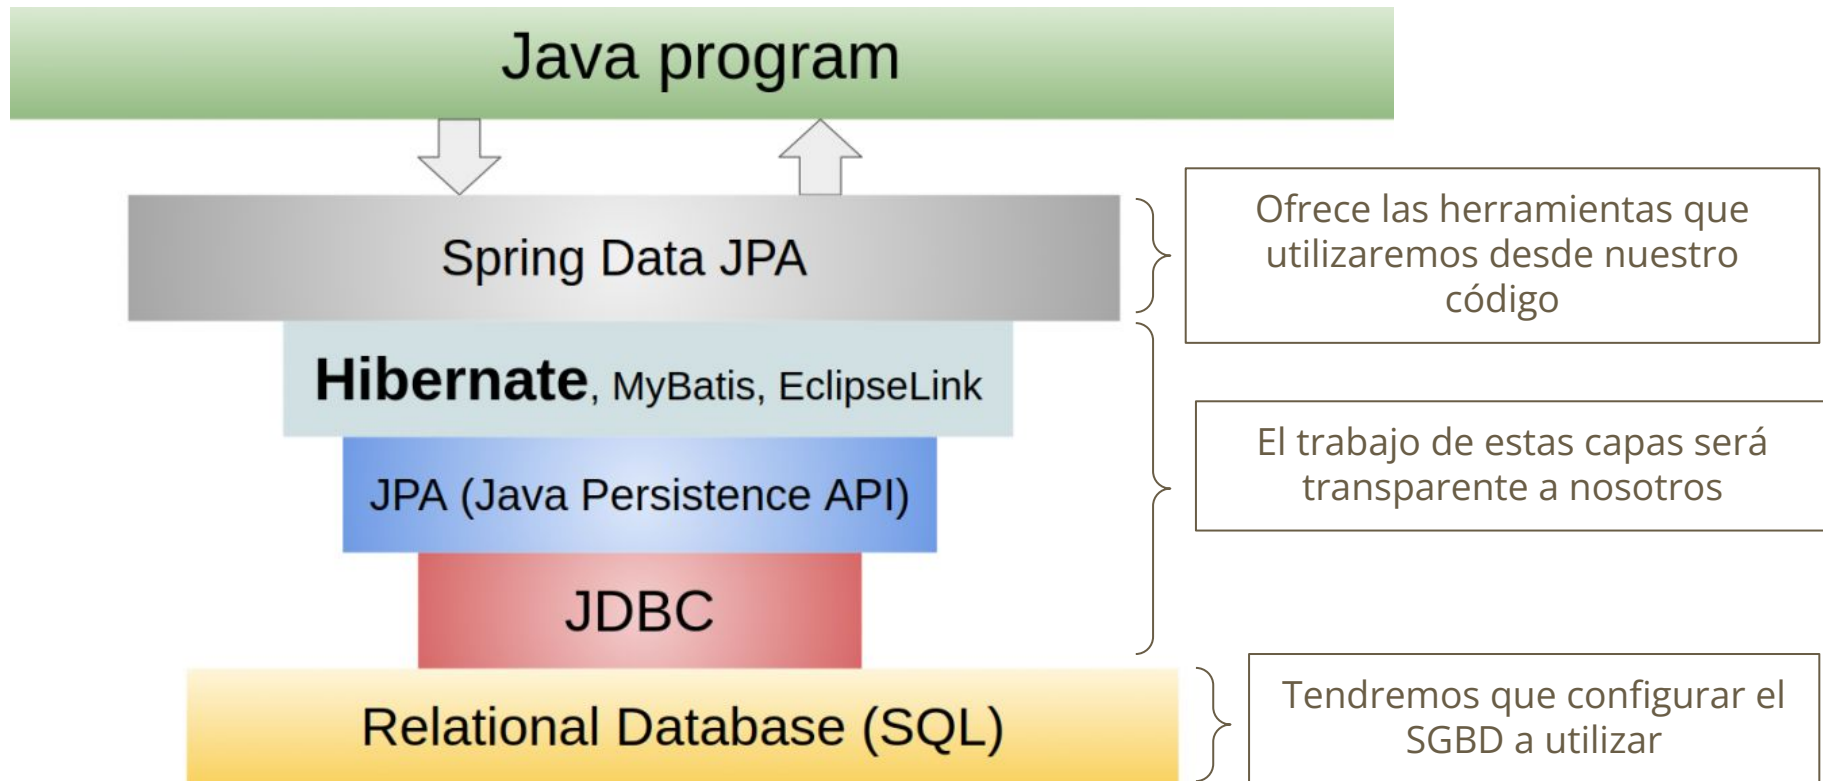 Java program
Spring Data JPA
Ofrece las herramientas que
utilizaremos desde nuestro
código
Hibernate, MyBatis, EclipseLink
JPA (Java Persistence API)
El trabajo de estas capas será
transparente a nosotros
JDBC
Relational Database (SQL)
Tendremos que configurar el
SGBD a utilizar